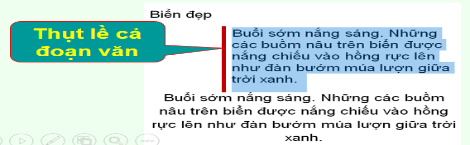 Biển đẹp
Thụt lề cả
đoạn văn
Buổi sớm nắng sáng. Những
các buồm nâu trên biển được
nắng chiếu vào hồng rực lên
như đàn bướm múa lượn giữa
trời xanh.
Buổi sớm nắng sáng. Những các buồm
nâu trên biển được nắng chiếu vào hồng
rực lên như đàn bướm múa lượn giữa trời
xanh.